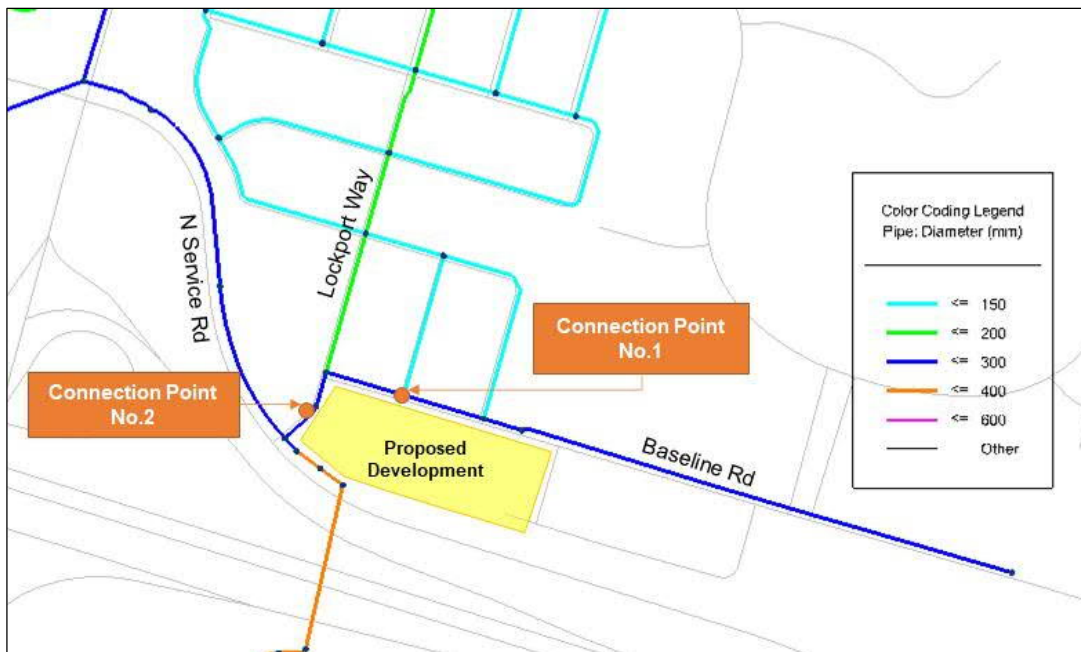 N Service Rd
Lockport Way
Connection Point
No.1
Connection Point
No.2
Proposed
Development
Baseline Rd
Color Coding Legend
Pipe: Diameter (mm)
<= 150
<= 200
<= 300
<= 400
<= 600
Other